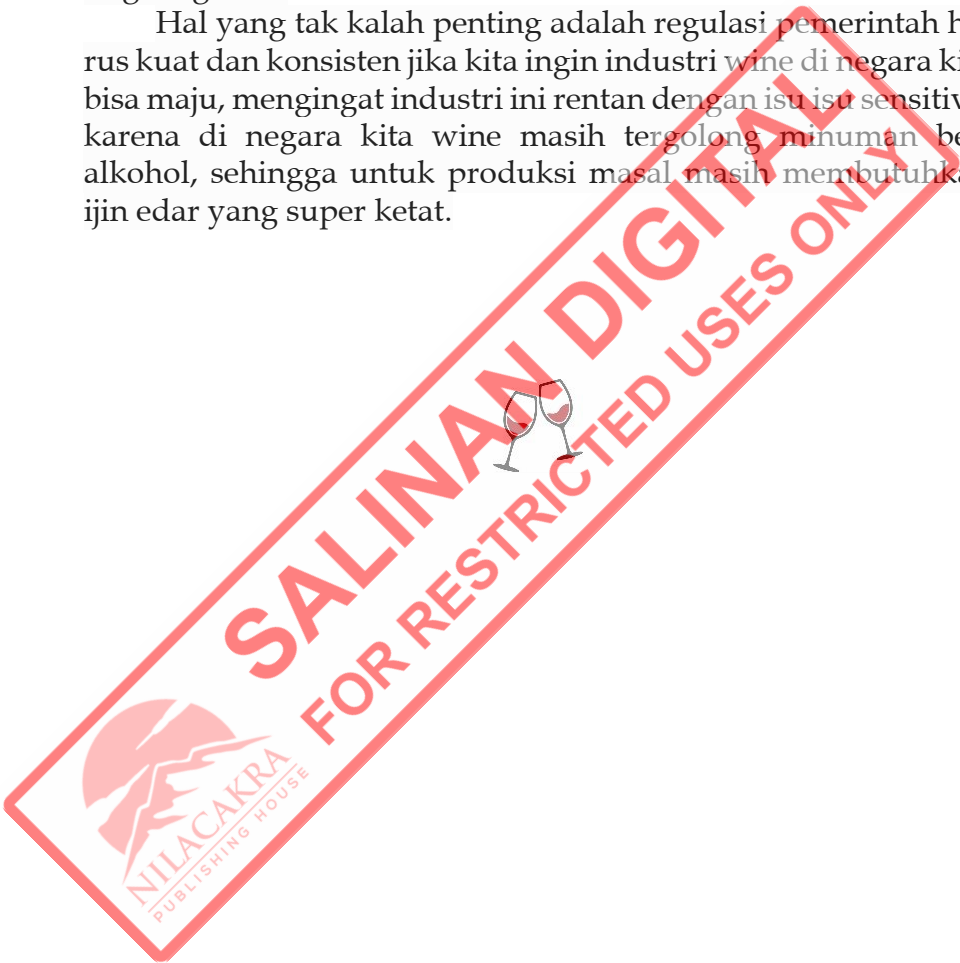 Hal yang tak kalah penting adalah regulasi pemerintah h
rus kuat dan konsisten jika kita ingin industri wine di negara ki
bisa maju, mengingat industri ini rentan dengan isu isu sensitiv
karena di negara kita wine masih tergolong minuman be
alkohol, sehingga untuk produksi masal masih membutuhka
ijin edar yang super ketat.
SALINAN DIGITAL
FOR RESTRICTED USES ONLY
NILACAKRA
PUBLISHING HOUSE